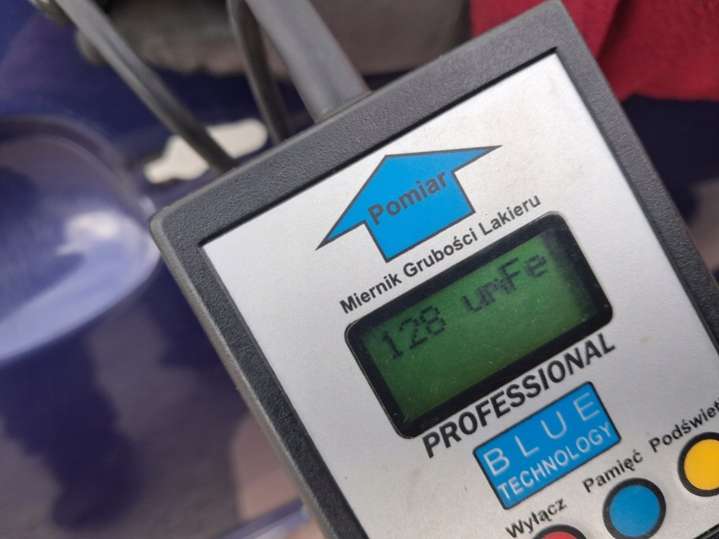 Pomiar
Miernik Grubości Lakieru
128 umFe
PROFESSIONAL
BLUE
TECHNOLOGY
Wyłącz Pamięć